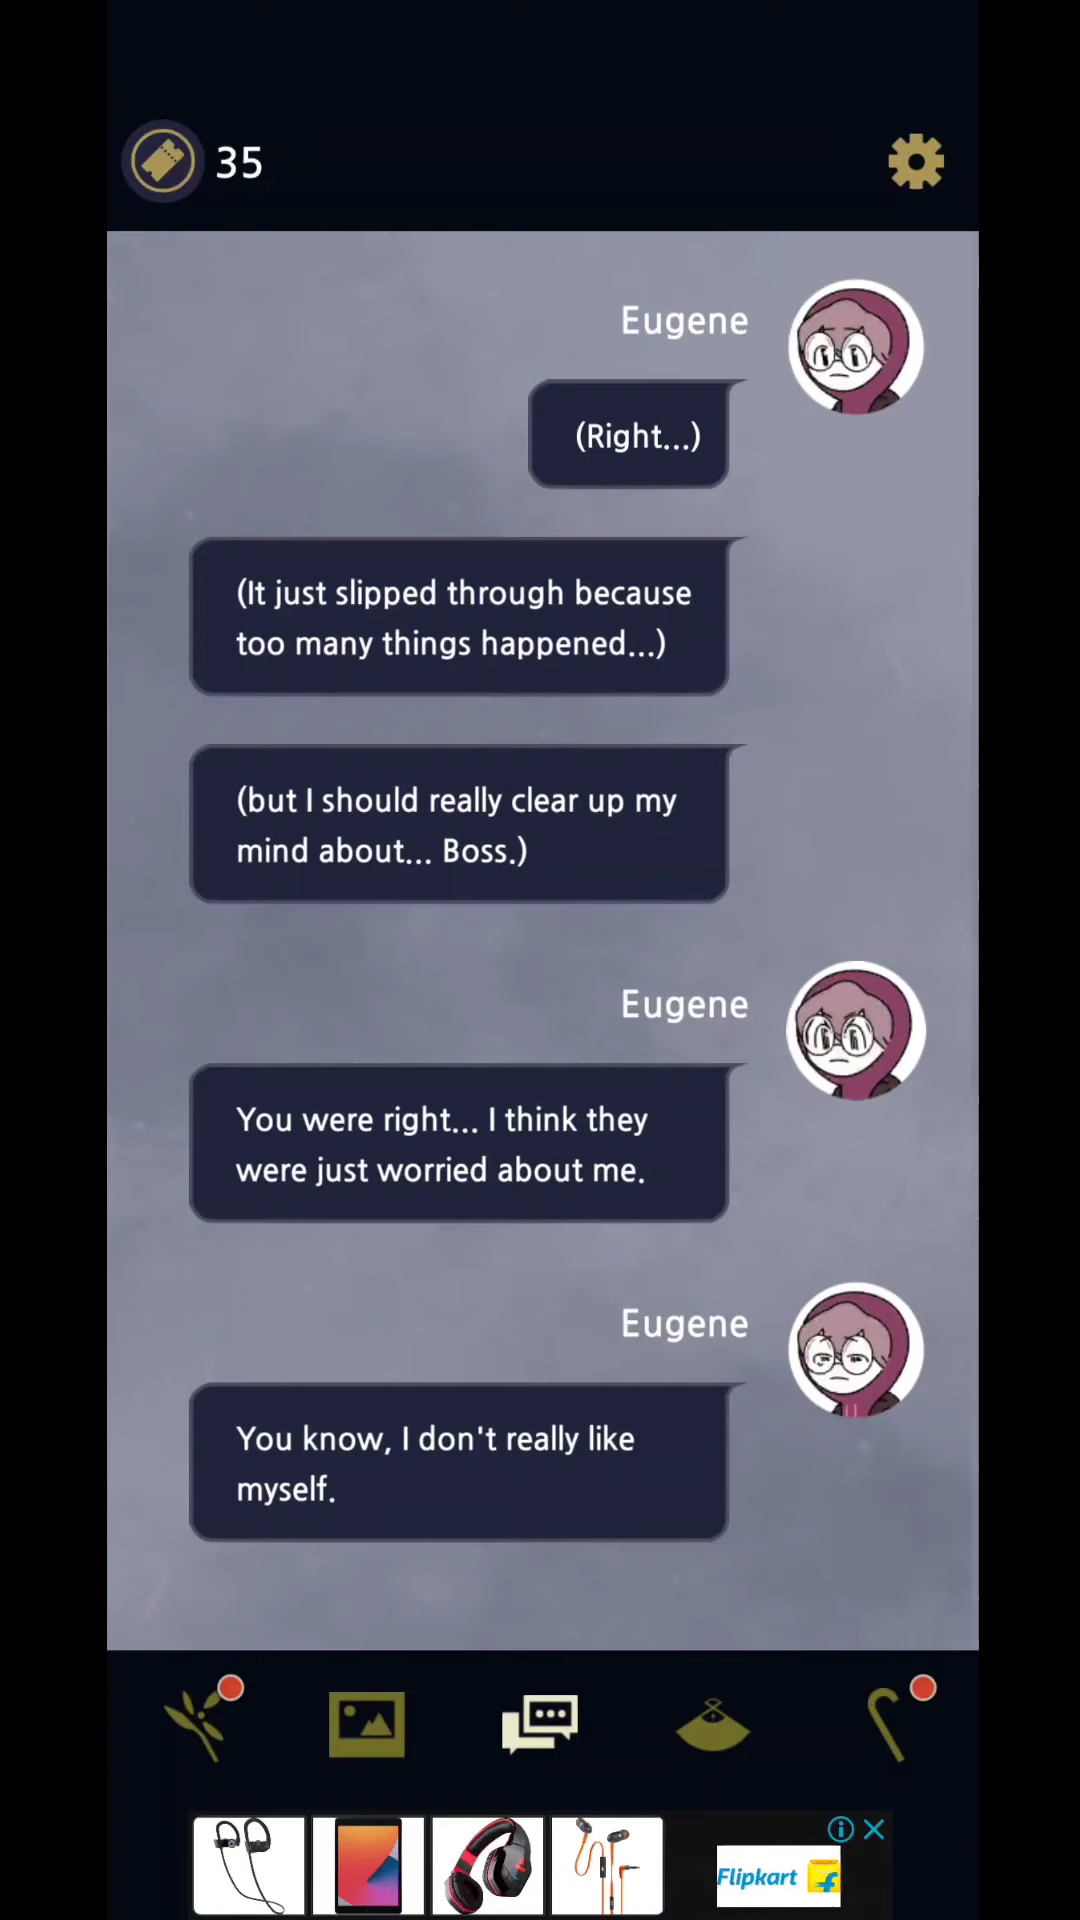 35
Eugene
(Right...)
(It just slipped through because
too many things happened...)
(but I should really clear up my
mind about... Boss.)
Eugene
You were right... I think they
were just worried about me.
Eugene
You know, I don't really like
myself.
Flipkart